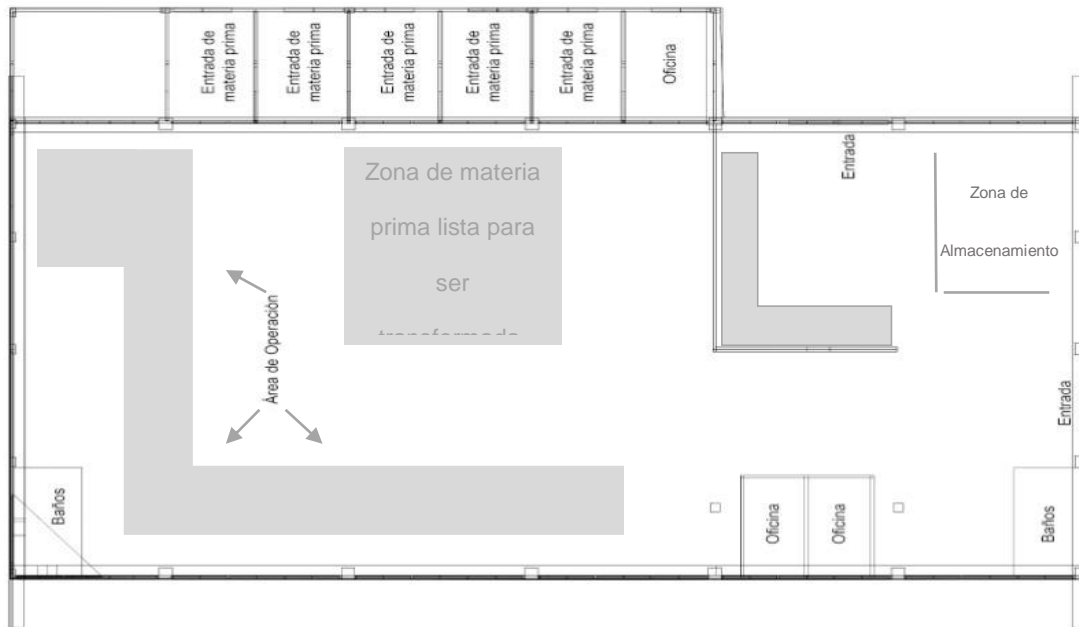 Entrada de
materia prima
Entrada de
materia prima
Entrada de
materia prima
Entrada de
materia prima
Entrada de
materia prima
Oficina
Zona de materia
prima lista para
ser
transformada
Entrada
Zona de
Almacenamiento
Área de Operación
Entrada
Baños
Oficina
Oficina
Baños